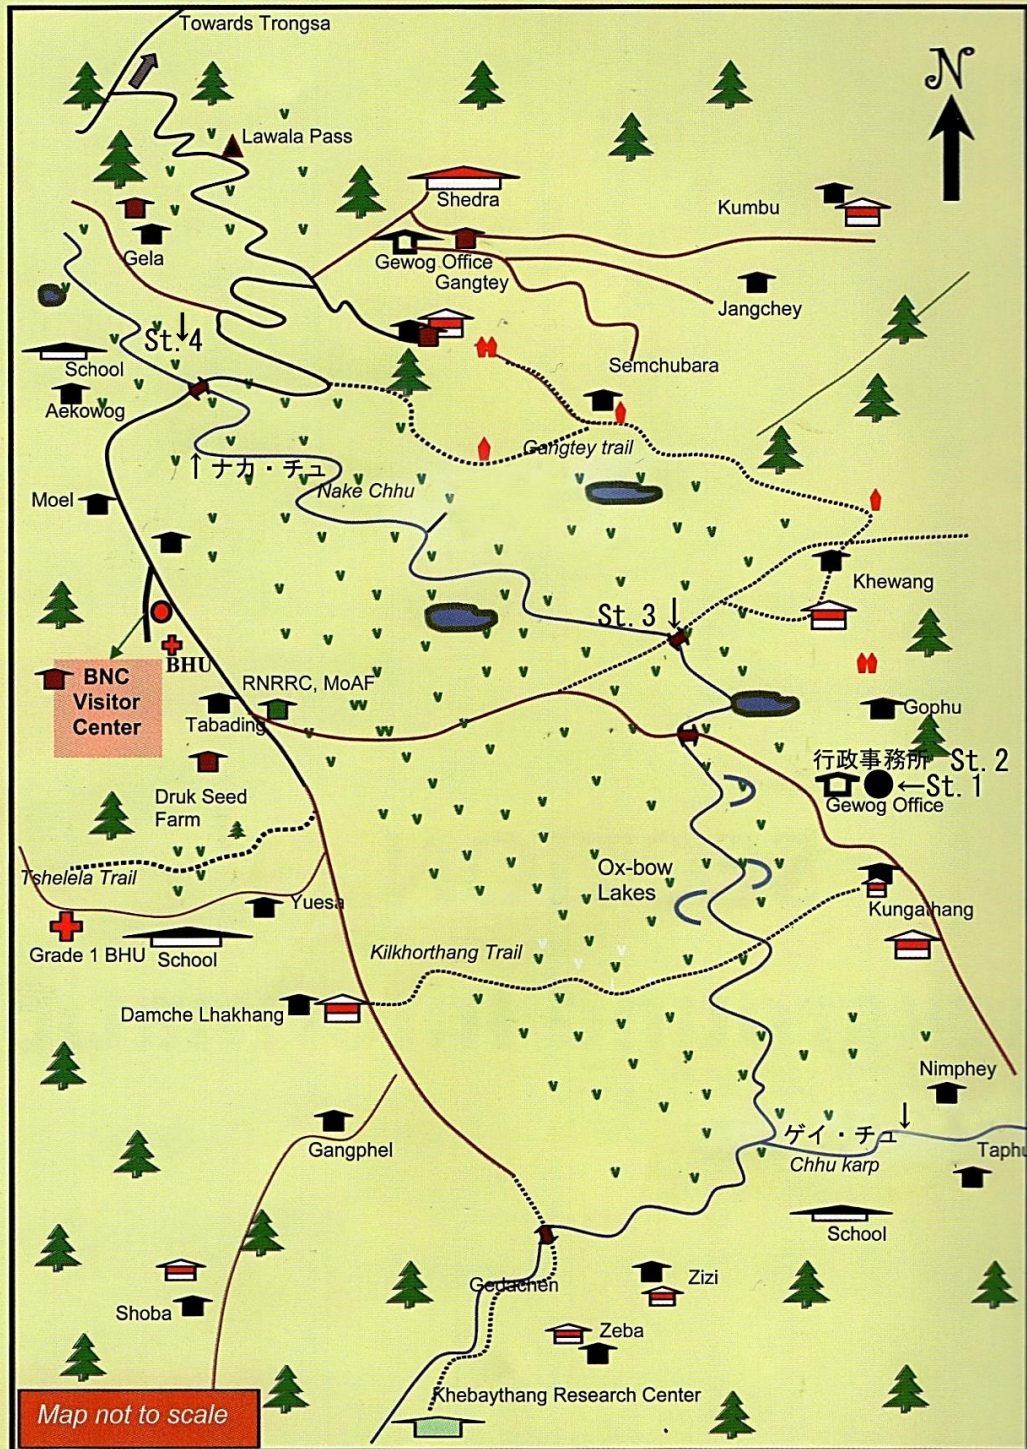 Towards Trongsa
N
Lawala Pass
Shedra
Kumbu
Gewog Office
Gangtey
Gela
Jangchey
St.4
School
Semchubara
Aekowog
Gangtey trail
↑ナカ・チュ
Nake Chhu
Moel
Khewang
St.3
BHU
BNC
Visitor
Center
RNRRC, MoAF
Tabading
Gophu
行政事務所 St.2
←St.1
Gewog Office
Druk Seed
Farm
Ox-bow
Lakes
Tshelela Trail
Yuesa
Kungathang
Grade 1 BHU
School
Kilkhorthang Trail
Damche Lhakhang
Nimphey
Gangphel
ゲイ・チュ
Chhu karp
Taphu
School
Gedachen
Zizi
Shoba
Zeba
Khebaythang Research Center
Map not to scale